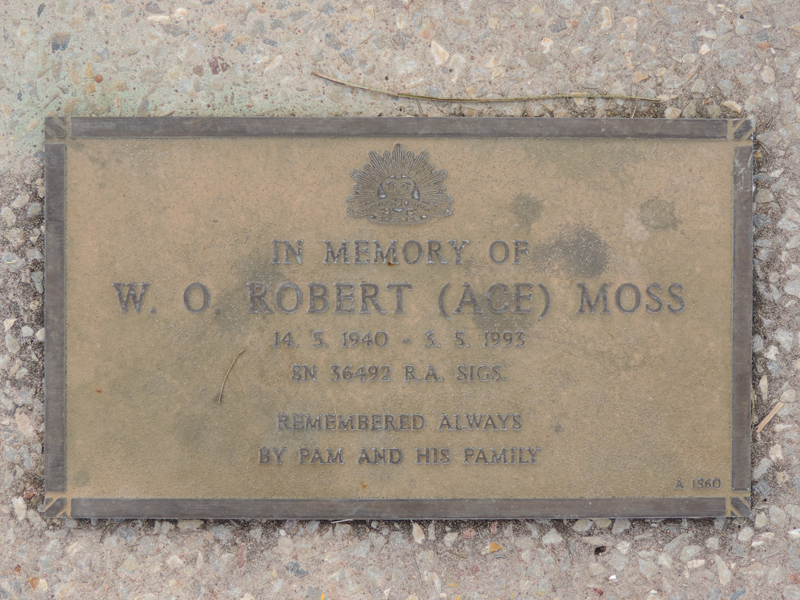 IN MEMORY OF
W. O. ROBERT (ACE) MOSS
14. 5. 1940 - 3. 5. 1993
SN 36492 R.A. SIGS.
REMEMBERED ALWAYS
BY PAM AND HIS FAMILY
A 1360